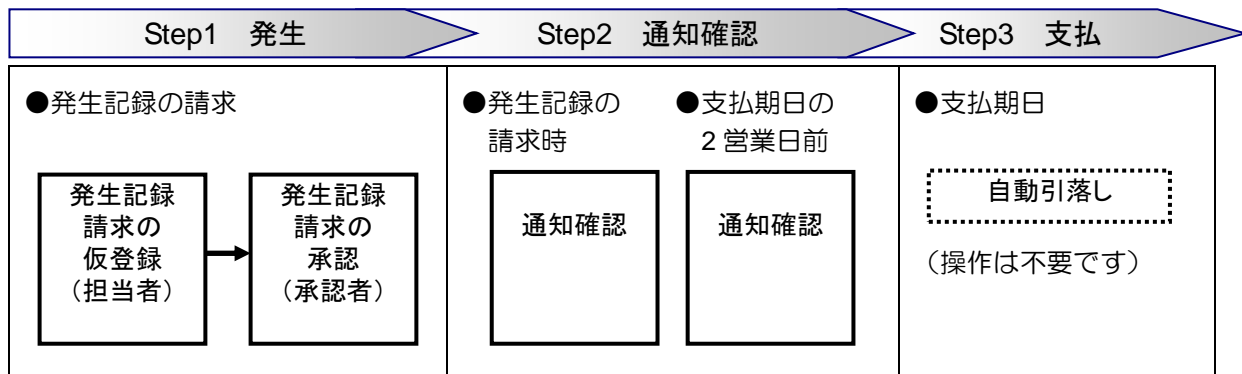 Step1 発生
Step2 通知確認
Step3 支払
●発生記録の請求
発生記録
請求の
仮登録
（担当者）
発生記録
請求の
承認
（承認者）
●発生記録の
請求時
通知確認
●支払期日の
2 営業日前
通知確認
●支払期日
自動引落し
（操作は不要です）